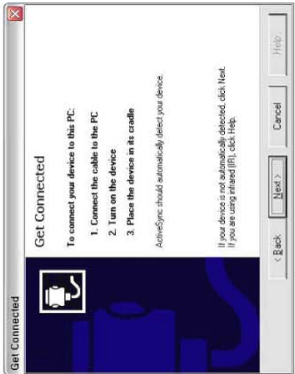 Get Connected
Get Connected
To connect your device to this PC:
1. Connect the cable to the PC
2. Turn on the device
3. Place the device in its cradle
ActiveSync should automatically detect your device.
If your device is not automatically detected, click Next.
If you are using infrared (IR), click Help.
< Back
Next >
Cancel
Help